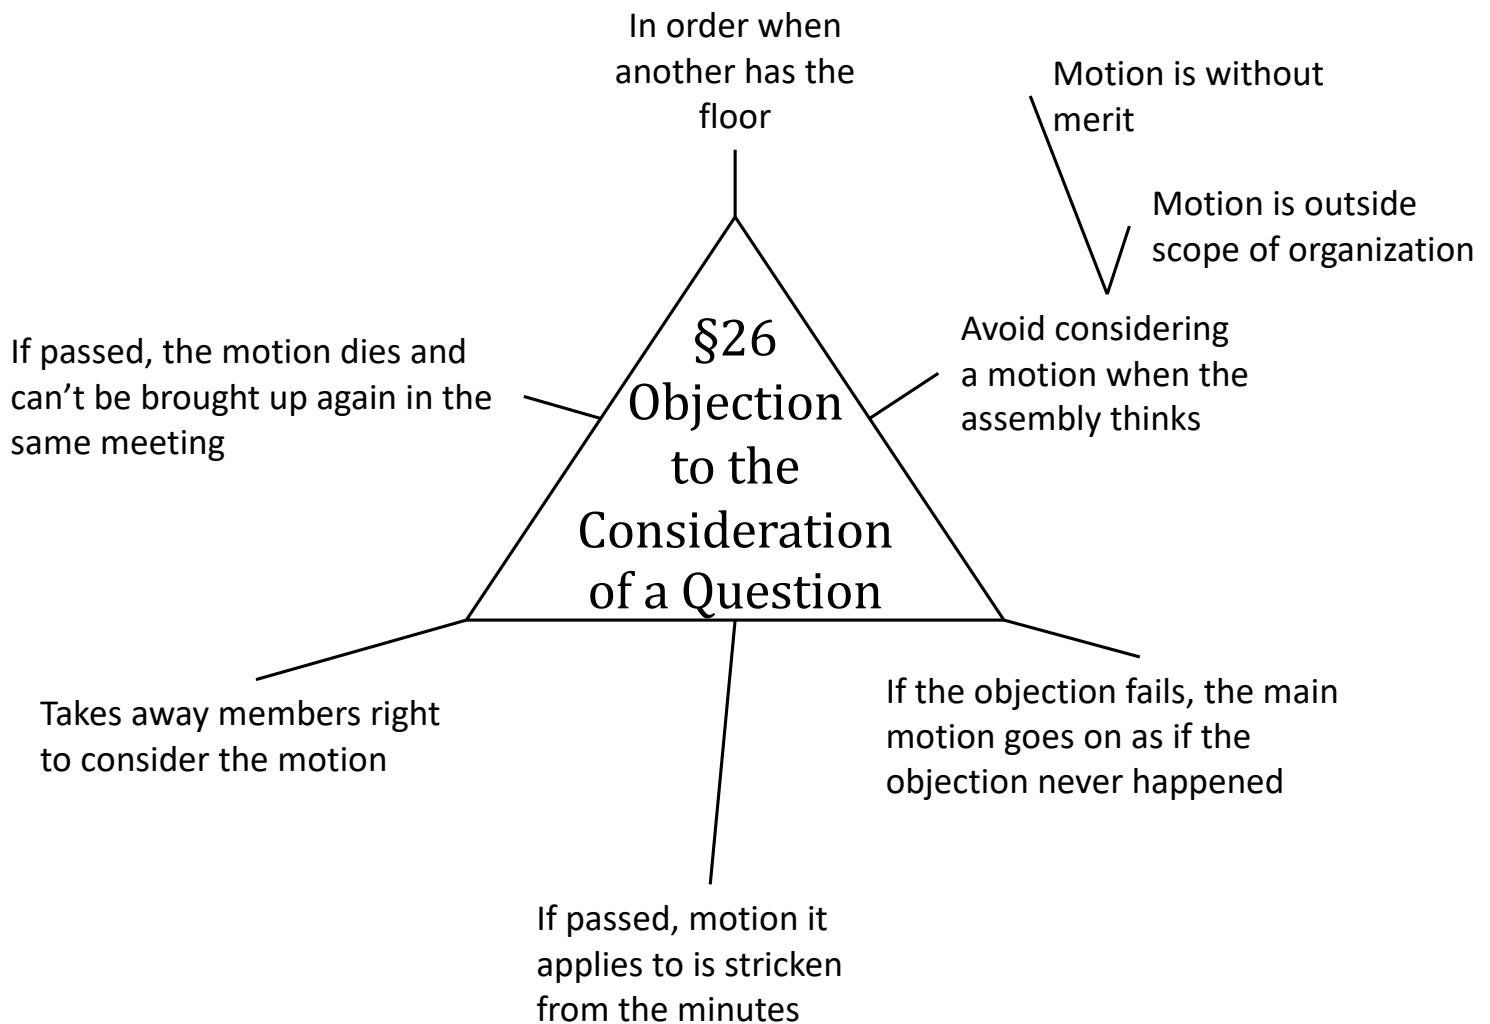 In order when
another has the
floor
Motion is without
merit
Motion is outside
scope of organization
Avoid considering
a motion when the
assembly thinks
If passed, the motion dies and
can’t be brought up again in the
same meeting
§26
Objection
to the
Consideration
of a Question
Takes away members right
to consider the motion
If the objection fails, the main
motion goes on as if the
objection never happened
If passed, motion it
applies to is stricken
from the minutes